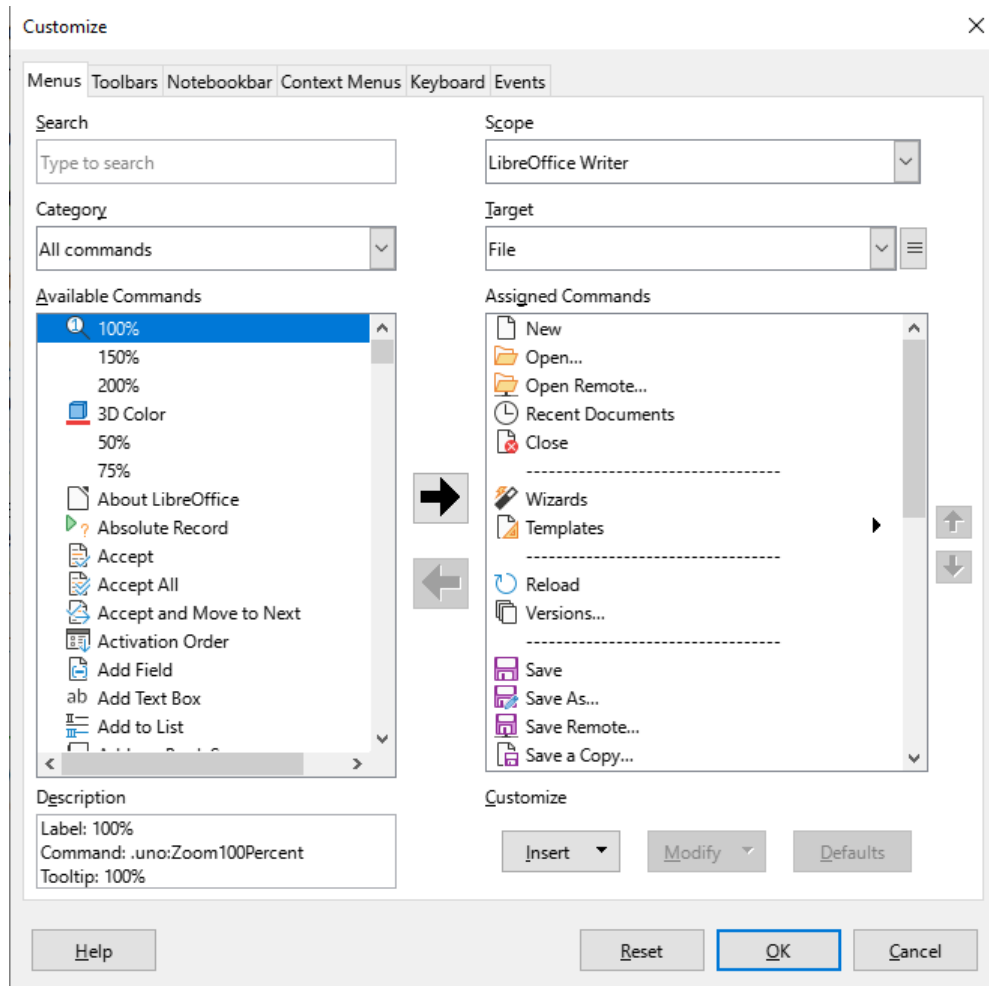 Customize
Menus Toolbars Notebookbar Context Menus Keyboard Events
Search
Type to search
Category
All commands
Available Commands
100%
150%
200%
3D Color
50%
75%
About LibreOffice
Absolute Record
Accept
Accept All
Accept and Move to Next
Activation Order
Add Field
ab Add Text Box
Add to List
Description
Label: 100%
Command: .uno:Zoom100Percent
Tooltip: 100%
Scope
LibreOffice Writer
Target
File
Assigned Commands
New
Open...
Open Remote...
Recent Documents
Close
----------------------------------
Wizards
Templates
----------------------------------
Reload
Versions...
----------------------------------
Save
Save As...
Save Remote...
Save a Copy...
Customize
Insert Modify Defaults
Help Reset OK Cancel